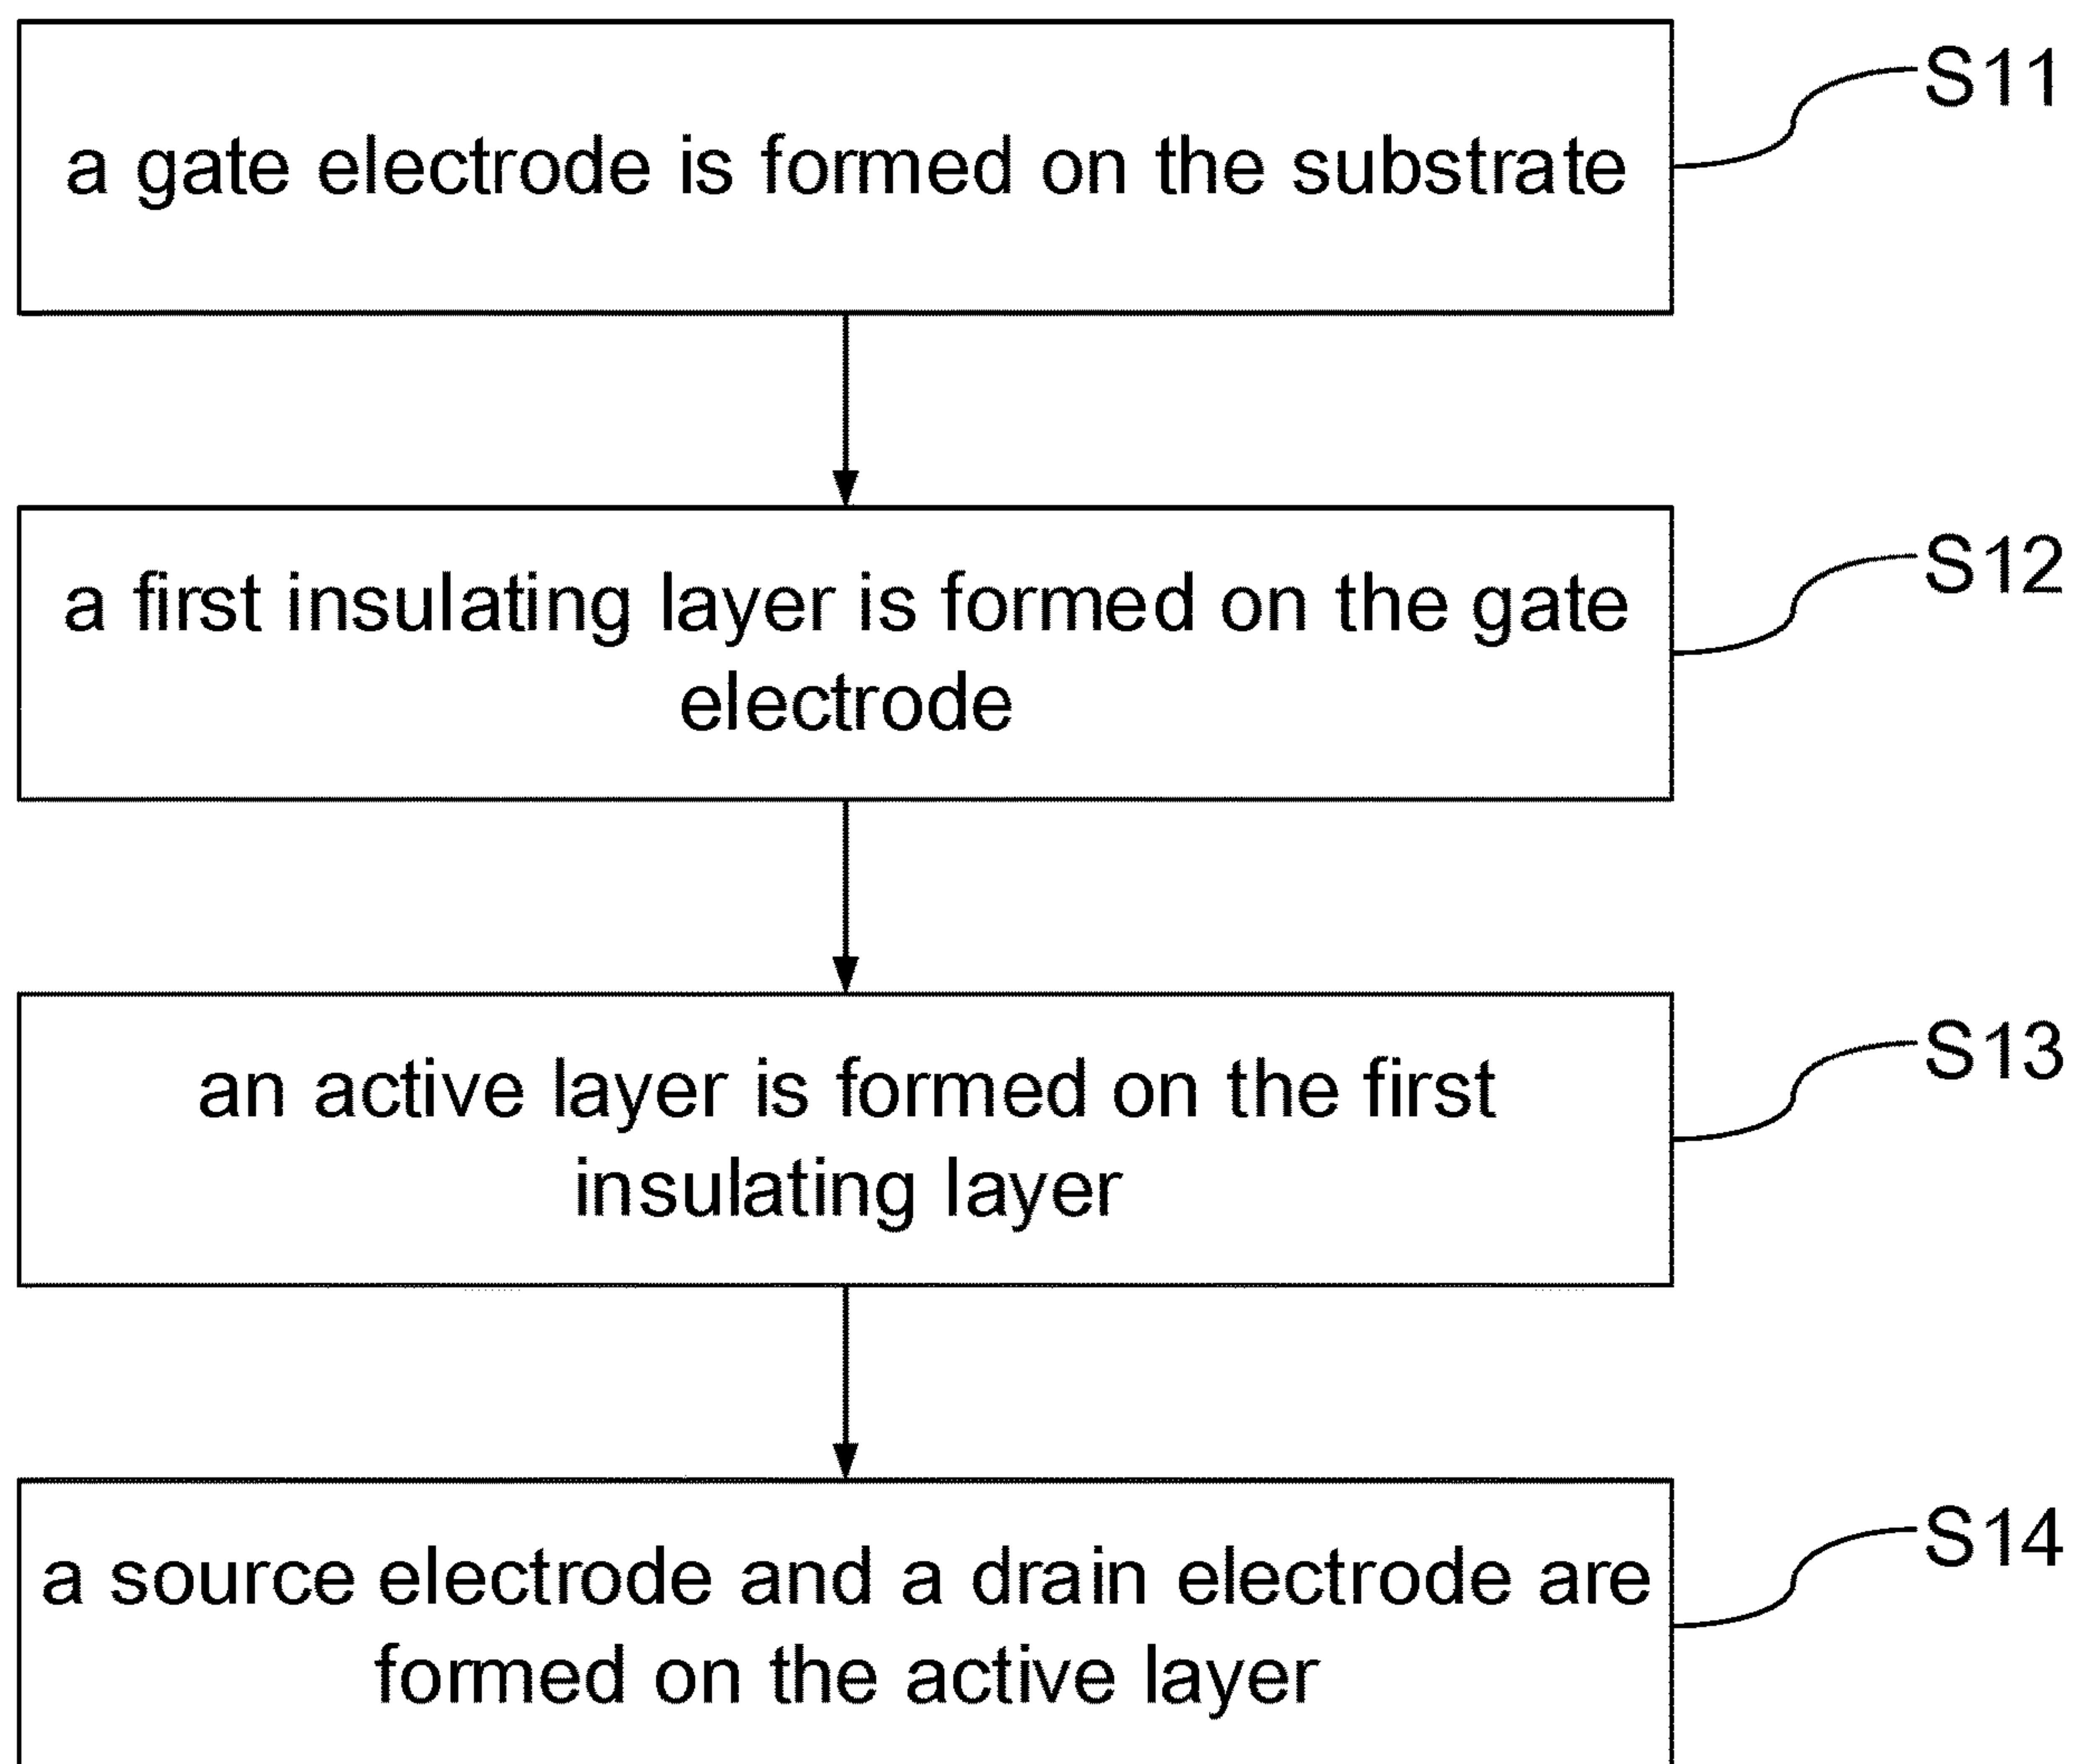 S11
a gate electrode is formed on the substrate
S12
a first insulating layer is formed on the gate
electrode
S13
an active layer is formed on the first
insulating layer
S14
a source electrode and a drain electrode are
formed on the active layer